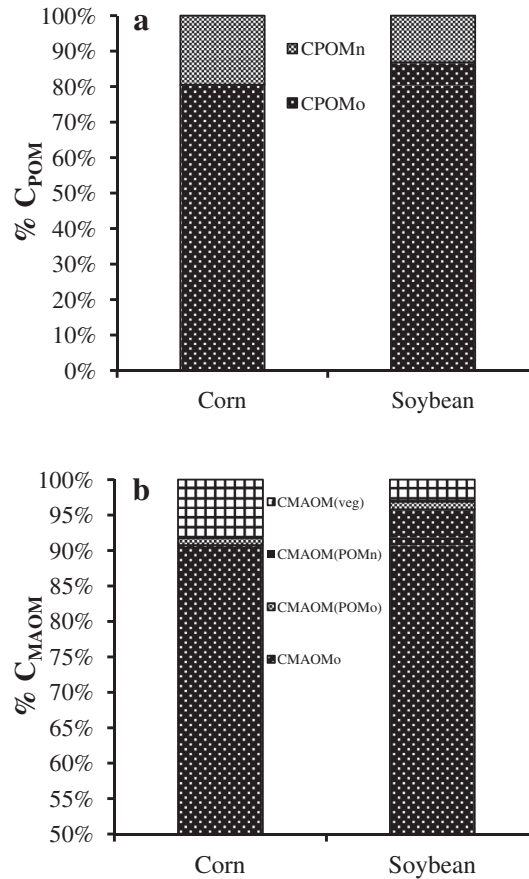 a
100%
90%
80%
70%
60%
50%
40%
30%
20%
10%
0%
% CPOM
CPOMn
CPOMo
Corn
Soybean
b
100%
95%
90%
85%
80%
75%
70%
65%
60%
55%
50%
% CMAOM
CMAOM(veg)
CMAOM(POMn)
CMAOM(POMo)
CMAOMo
Corn
Soybean